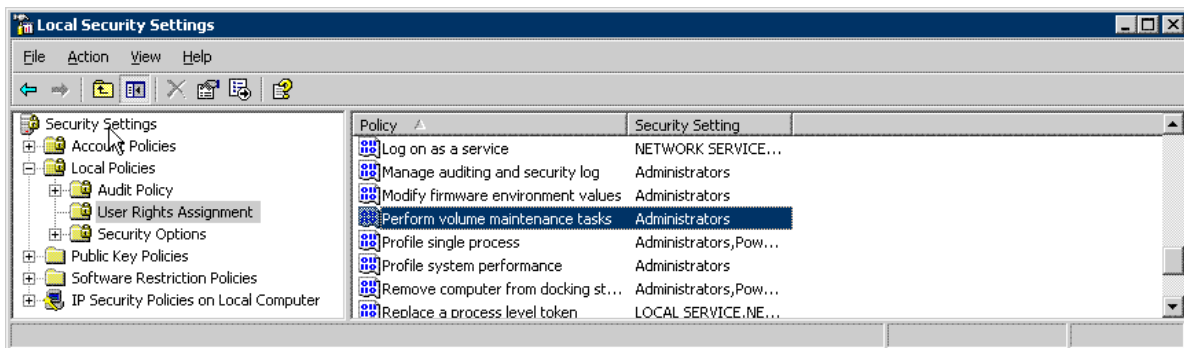 Local Security Settings
File Action View Help
Security Settings
Account Policies
Local Policies
Audit Policy
User Rights Assignment
Security Options
Public Key Policies
Software Restriction Policies
IP Security Policies on Local Computer
Policy Security Setting
Log on as a service NETWORK SERVICE...
Manage auditing and security log Administrators
Modify firmware environment values Administrators
Perform volume maintenance tasks Administrators
Profile single process Administrators,Pow...
Profile system performance Administrators
Remove computer from docking st... Administrators,Pow...
Replace a process level token LOCAL SERVICE,NE...